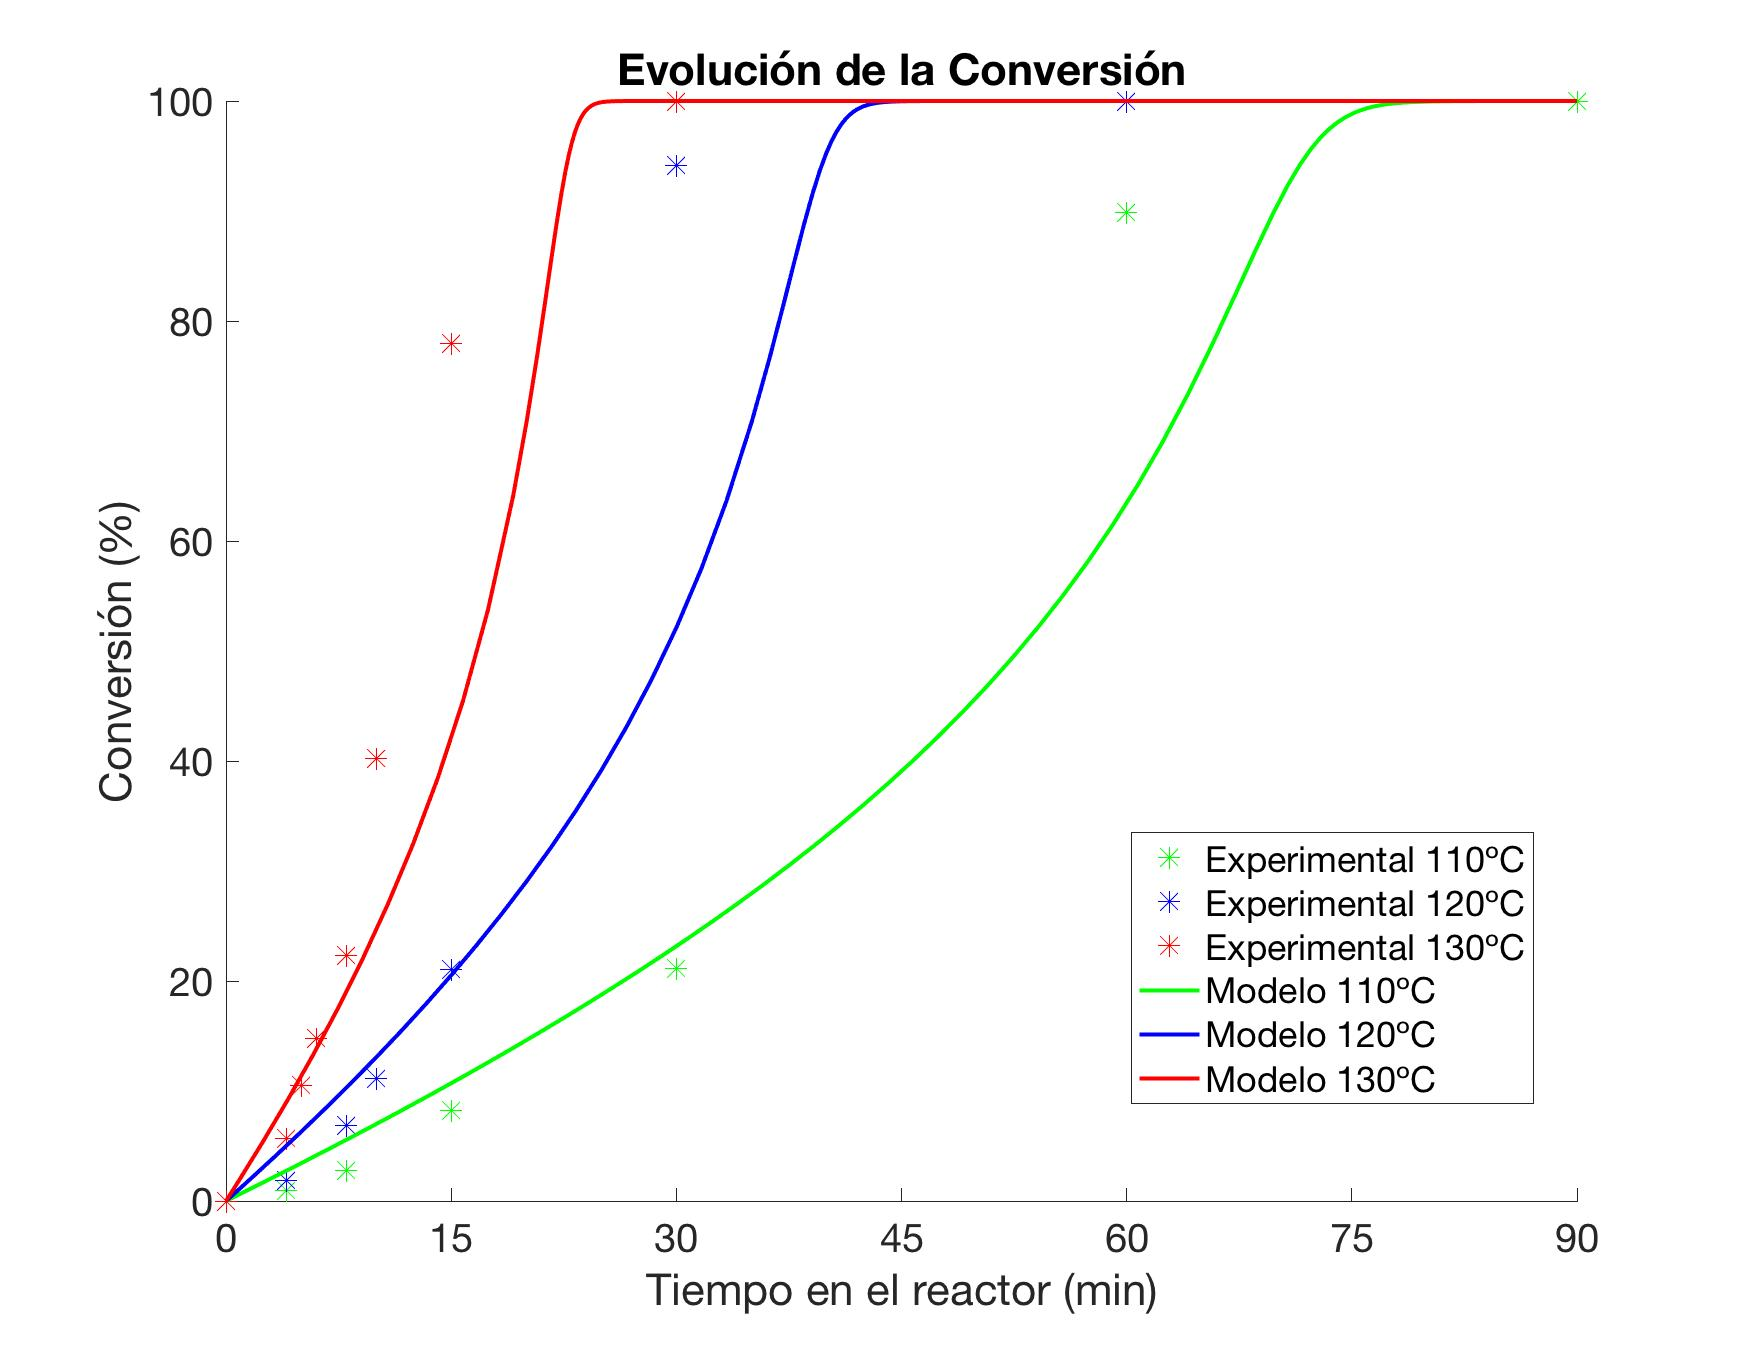 Evolución de la Conversión
100
80
60
40
20
0
Conversión (%)
0 15 30 45 60 75 90
Tiempo en el reactor (min)
Experimental 110ºC
Experimental 120ºC
Experimental 130ºC
Modelo 110ºC
Modelo 120ºC
Modelo 130ºC